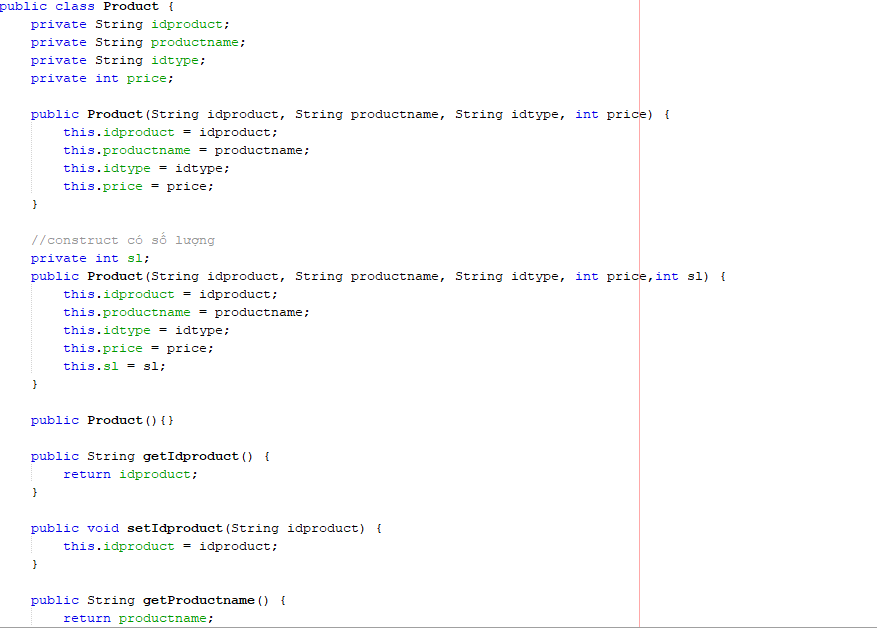 public class Product {
    private String idproduct;
    private String productname;
    private String idtype;
    private int price;

    public Product(String idproduct, String productname, String idtype, int price) {
        this.idproduct = idproduct;
        this.productname = productname;
        this.idtype = idtype;
        this.price = price;
    }

    //construct có số lượng
    private int sl;
    public Product(String idproduct, String productname, String idtype, int price,int sl) {
        this.idproduct = idproduct;
        this.productname = productname;
        this.idtype = idtype;
        this.price = price;
        this.sl = sl;
    }

    public Product(){}

    public String getIdproduct() {
        return idproduct;
    }

    public void setIdproduct(String idproduct) {
        this.idproduct = idproduct;
    }

    public String getProductname() {
        return productname;